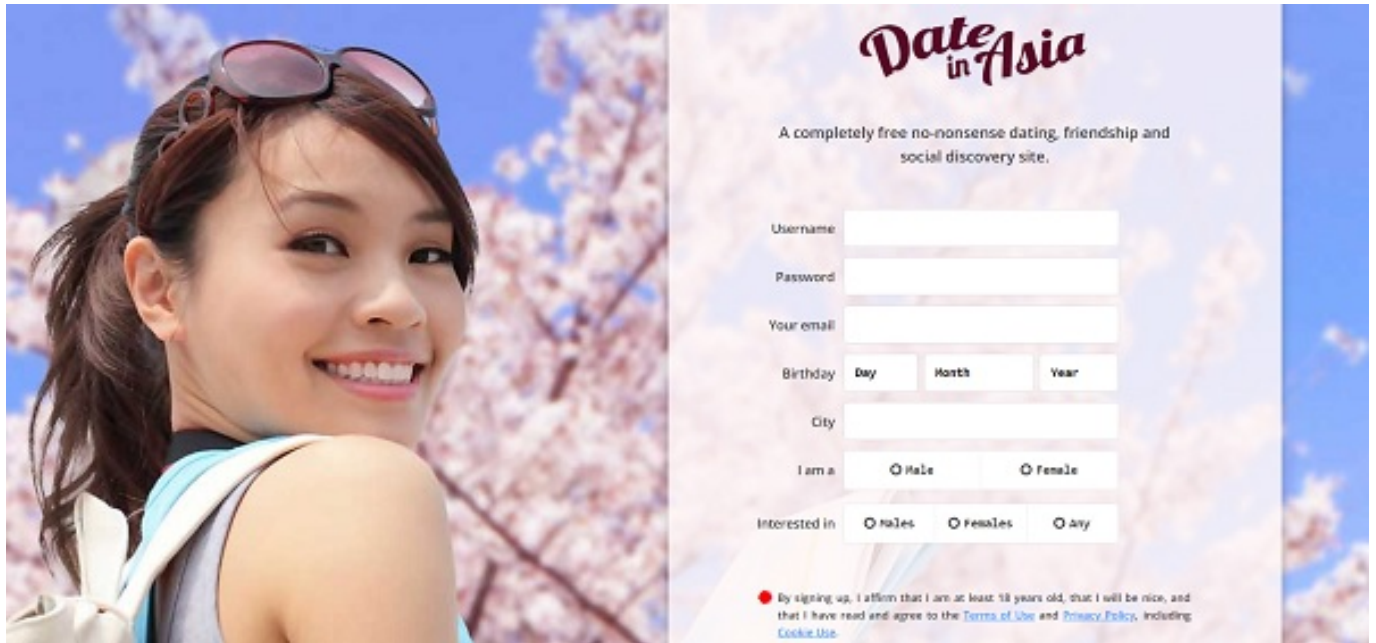 Date in Asia
A completely free no-nonsense dating, friendship and
social discovery site.
Username
Password
Your email
Birthday Day Month Year
City
I am a Male Female
Interested in Males Females Any
By signing up, I affirm that I am at least 18 years old, that I will be nice, and
that I have read and agree to the Terms of Use and Privacy Policy, including
Cookie Use.